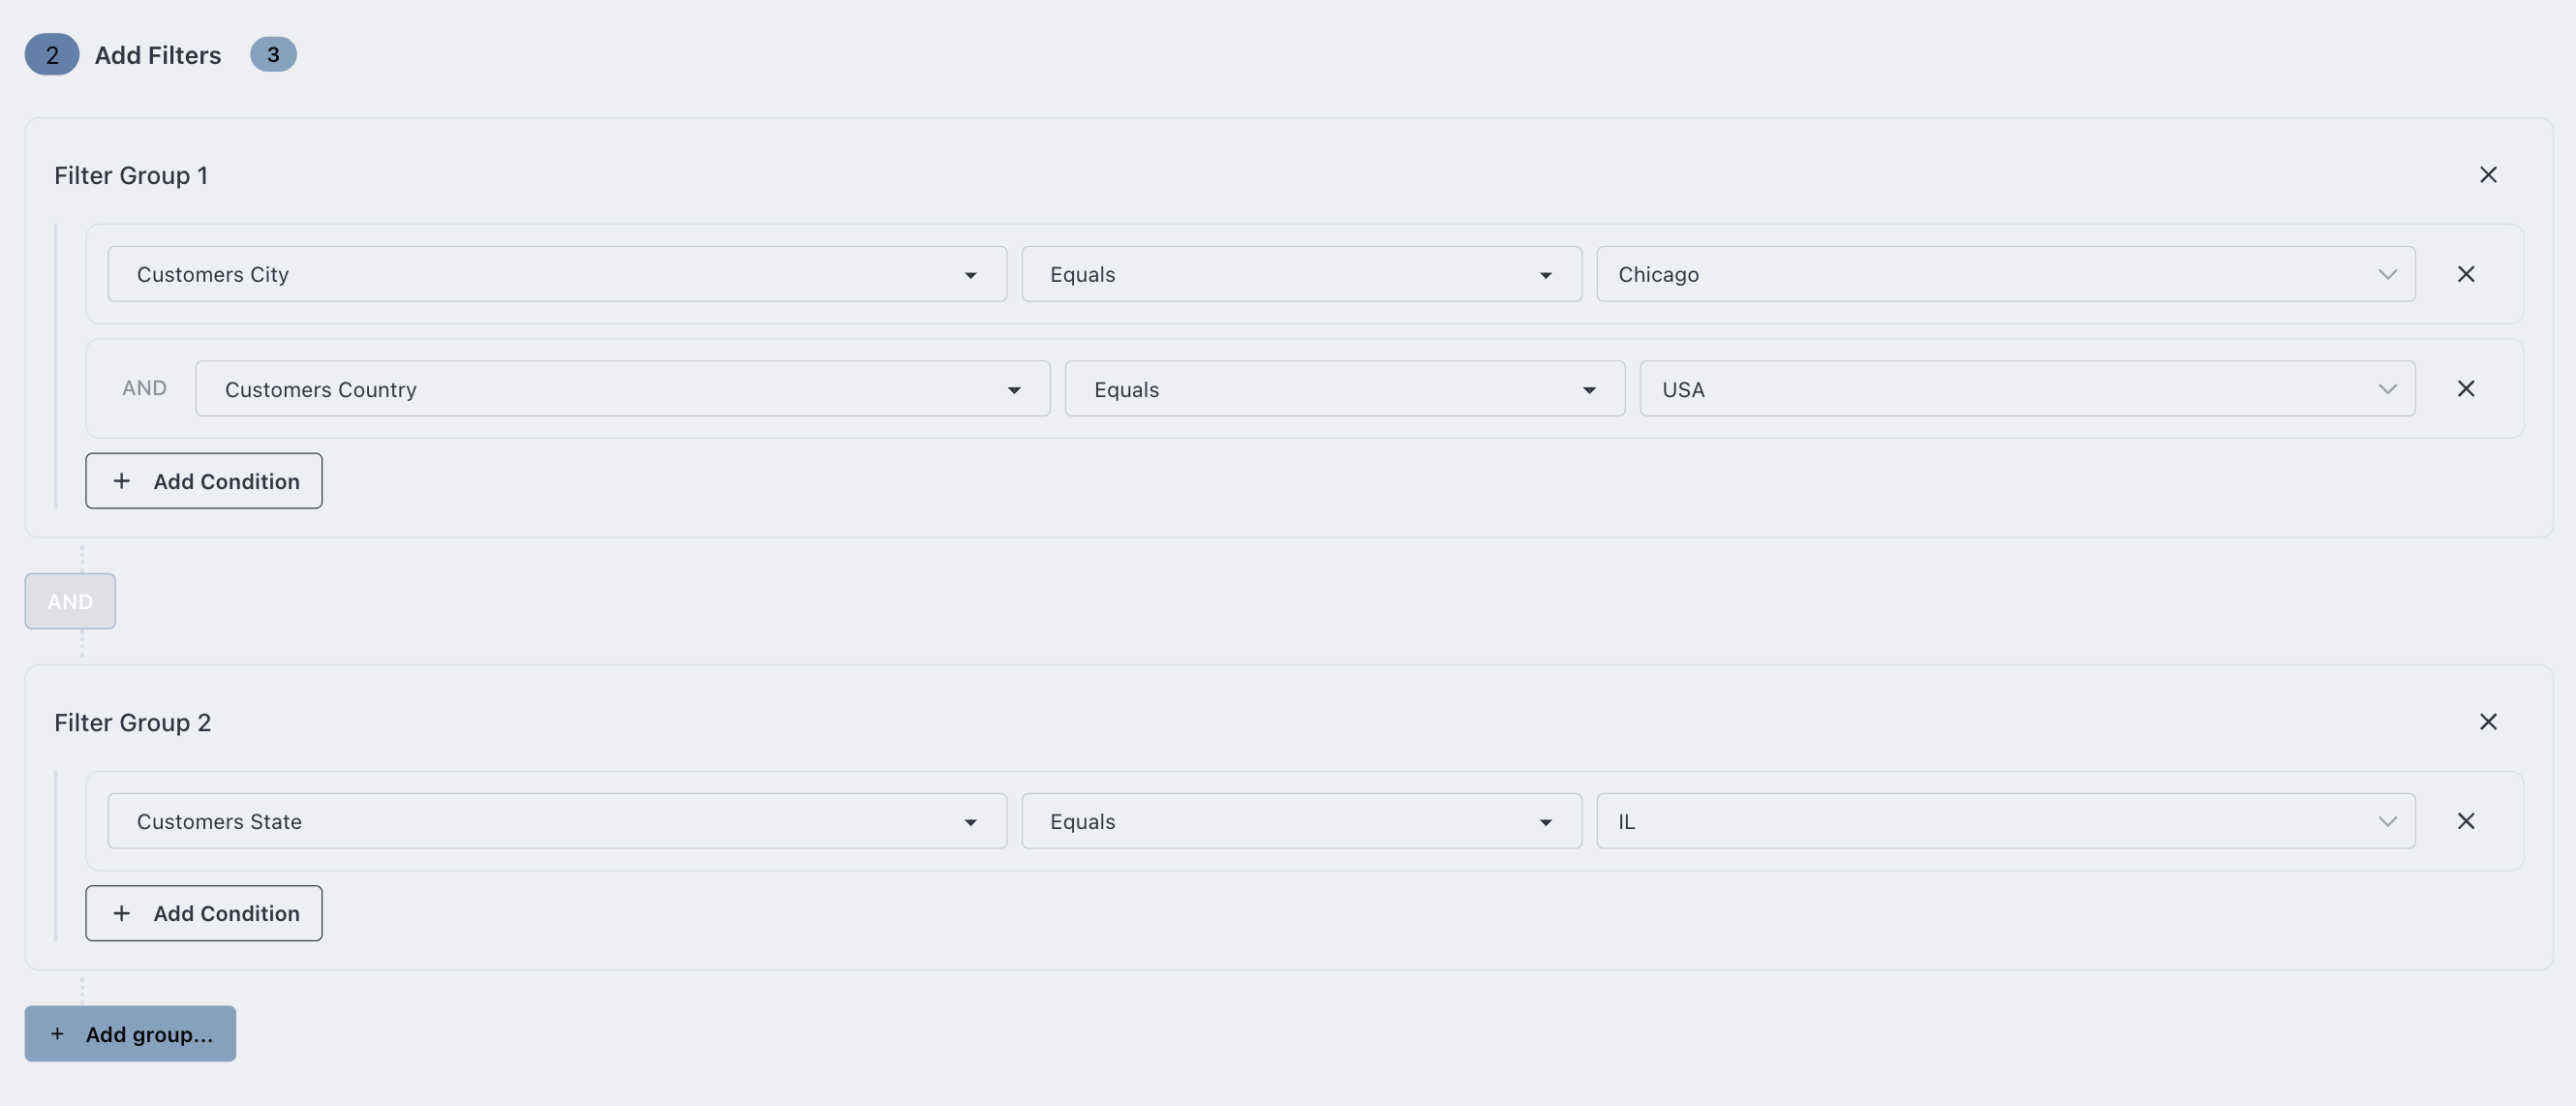 2 Add Filters 3
Filter Group 1
Customers City Equals Chicago
AND Customers Country Equals USA
+ Add Condition
AND
Filter Group 2
Customers State Equals IL
+ Add Condition
+ Add group...